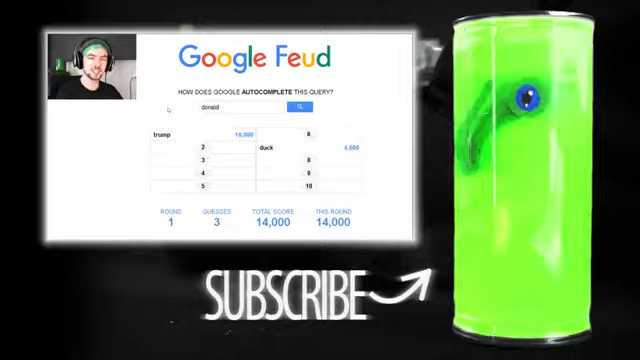 Google Feud
HOW DOES GOOGLE AUTOCOMPLETE THIS QUERY?
donald
trump 10,000 6
2 duck 4,000
3 8
4 9
5 10
ROUND GUESSES TOTAL SCORE THIS ROUND
1 3 14,000 14,000
SUBSCRIBE